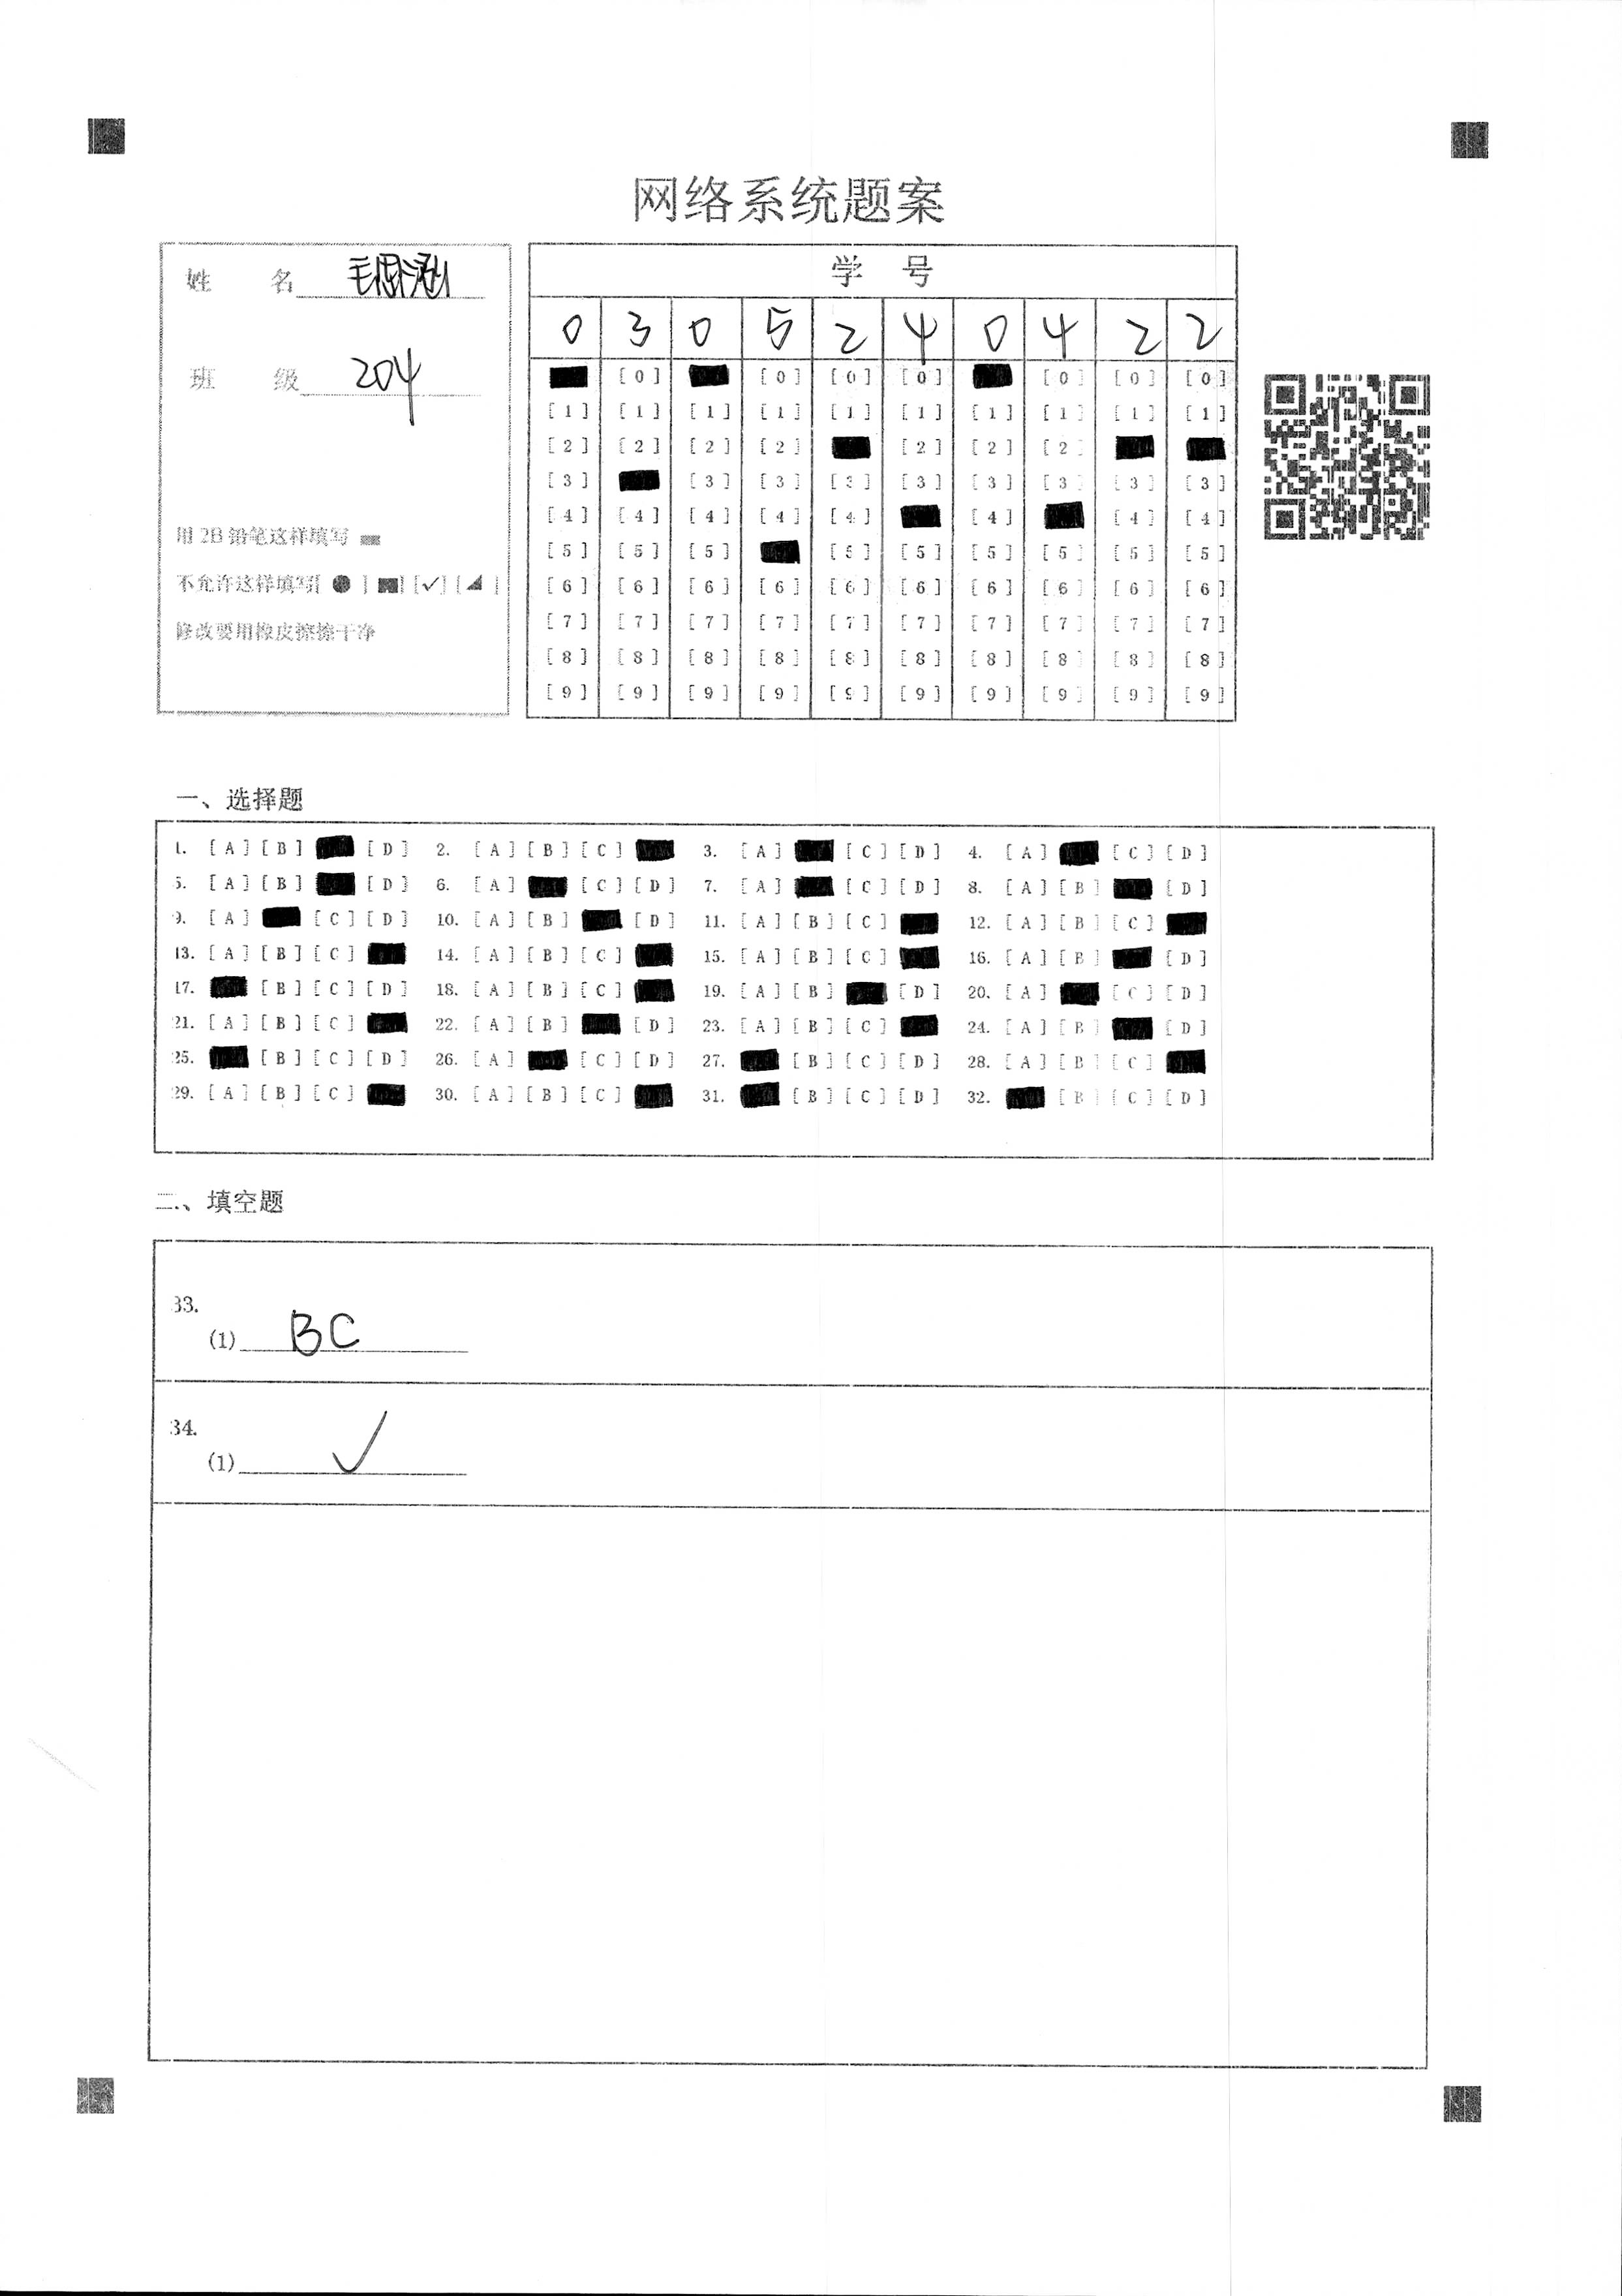 网络系统题案
姓 名 毛思涵
班 级 204
用 2B 铅笔这样填写
不允许这样填写[ ● ] [■] [✓] [◢ ]
修改要用橡皮擦擦干净
学 号
0 3 0 5 2 4 0 4 2 2
[0] [0] [0] [0] [0] [0] [0]
[1] [1] [1] [1] [1] [1] [1] [1] [1] [1]
[2] [2] [2] [2] [2] [2] [2]
[3] [3] [3] [3] [3] [3] [3] [3] [3]
[4] [4] [4] [4] [4] [4] [4] [4]
[5] [5] [5] [5] [5] [5] [5] [5] [5]
[6] [6] [6] [6] [6] [6] [6] [6] [6] [6]
[7] [7] [7] [7] [7] [7] [7] [7] [7] [7]
[8] [8] [8] [8] [8] [8] [8] [8] [8] [8]
[9] [9] [9] [9] [9] [9] [9] [9] [9] [9]
一、选择题
1. [A] [B] [D] 2. [A] [B] [C] 3. [A] [C] [D] 4. [A] [C] [D]
5. [A] [B] [D] 6. [A] [C] [D] 7. [A] [C] [D] 8. [A] [B] [D]
9. [A] [C] [D] 10. [A] [B] [D] 11. [A] [B] [C] 12. [A] [B] [C]
13. [A] [B] [C] 14. [A] [B] [C] 15. [A] [B] [C] 16. [A] [B] [D]
17. [B] [C] [D] 18. [A] [B] [C] 19. [A] [B] [D] 20. [A] [C] [D]
21. [A] [B] [C] 22. [A] [B] [D] 23. [A] [B] [C] 24. [A] [B] [D]
25. [B] [C] [D] 26. [A] [C] [D] 27. [B] [C] [D] 28. [A] [B] [C]
29. [A] [B] [C] 30. [A] [B] [C] 31. [B] [C] [D] 32. [B] [C] [D]
二、填空题
33.
(1) BC
34.
(1) ✓